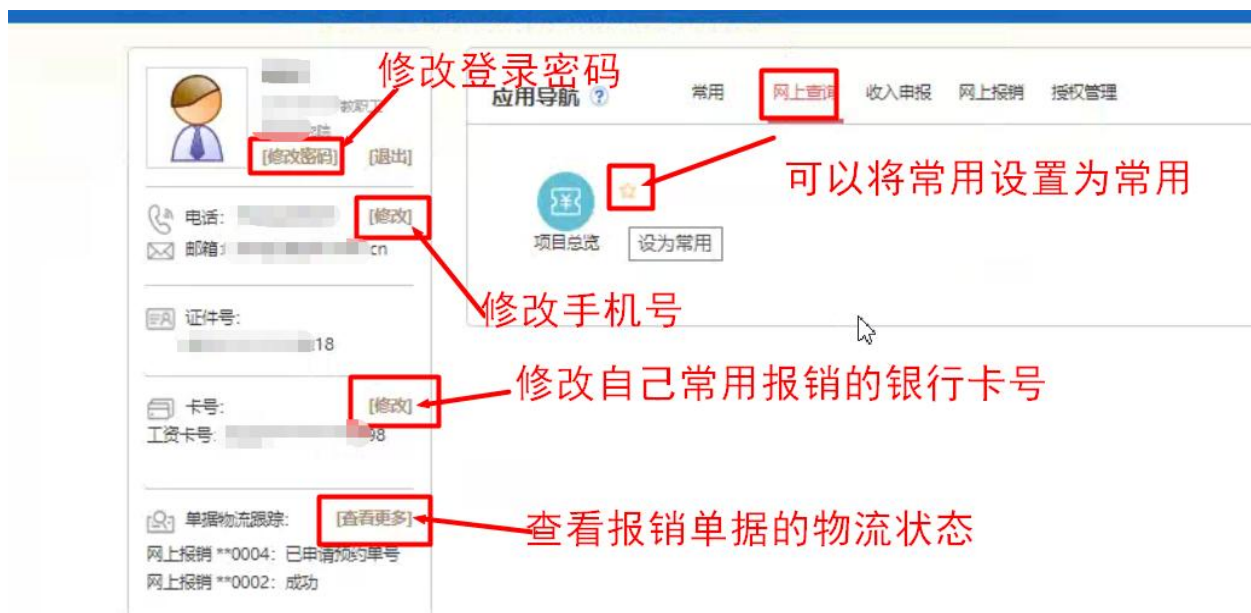 修改登录密码
教职工
院
[修改密码]
[退出]
电话:
[修改]
邮箱:
cn
修改手机号
证件号:
18
卡号:
[修改]
修改自己常用报销的银行卡号
工资卡号:
98
单据物流跟踪:
[查看更多]
查看报销单据的物流状态
网上报销 **0004: 已申请预约单号
网上报销 **0002: 成功
应用导航 ?
常用
网上查询
收入申报
网上报销
授权管理
可以将常用设置为常用
项目总览
设为常用